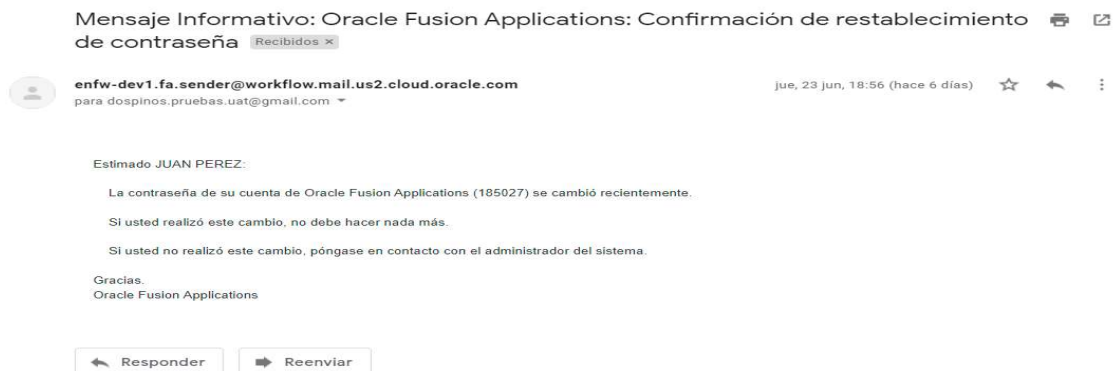 Mensaje Informativo: Oracle Fusion Applications: Confirmación de restablecimiento
de contraseña Recibidos ×
enfw-dev1.fa.sender@workflow.mail.us2.cloud.oracle.com jue, 23 jun, 18:56 (hace 6 días)
para dospinos.pruebas.uat@gmail.com
Estimado JUAN PEREZ:
La contraseña de su cuenta de Oracle Fusion Applications (185027) se cambió recientemente.
Si usted realizó este cambio, no debe hacer nada más.
Si usted no realizó este cambio, póngase en contacto con el administrador del sistema.
Gracias.
Oracle Fusion Applications
Responder Reenviar